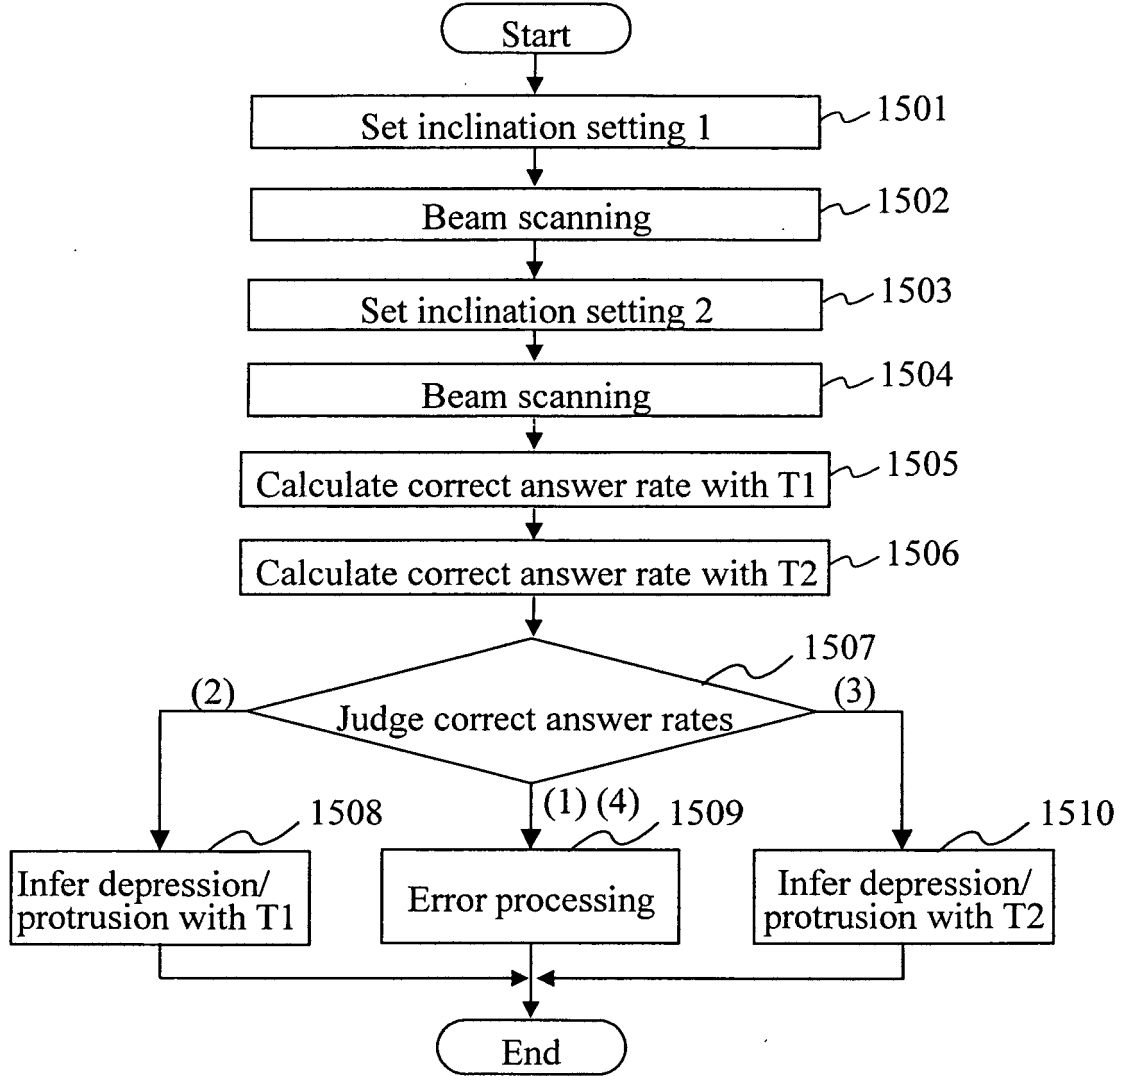 Start
Set inclination setting 1
1501
Beam scanning
1502
Set inclination setting 2
1503
Beam scanning
1504
Calculate correct answer rate with T1
1505
Calculate correct answer rate with T2
1506
Judge correct answer rates
1507
(2)
(3)
(1) (4)
1508
1509
1510
Infer depression/
protrusion with T1
Error processing
Infer depression/
protrusion with T2
End